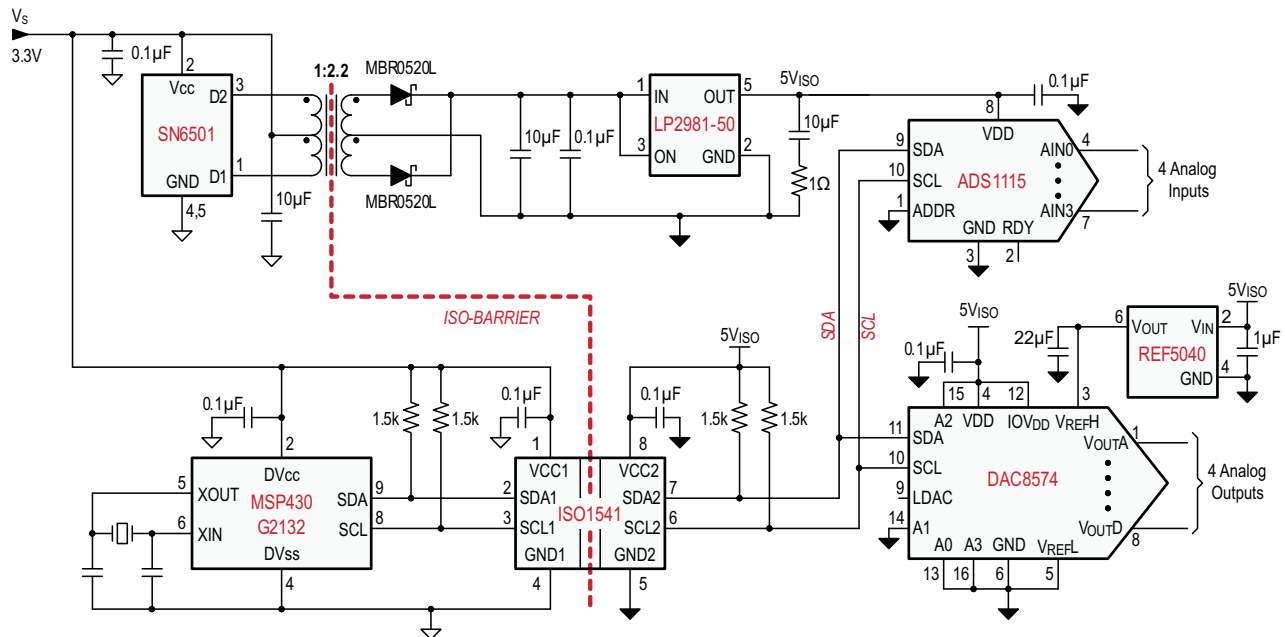 VS
3.3V
0.1µF
2
Vcc
3
D2
SN6501
D1
1
GND
4,5
10µF
1:2.2
MBR0520L
MBR0520L
10µF
0.1µF
1
IN
OUT
5
LP2981-50
3
ON
GND
2
5VISO
10µF
1Ω
0.1µF
8
VDD
9
SDA
AIN0
4
10
SCL
ADS1115
1
ADDR
AIN3
7
GND
RDY
3
2
4 Analog
Inputs
ISO-BARRIER
SDA
SCL
0.1µF
2
DVcc
5
XOUT
MSP430
G2132
SDA
9
6
XIN
SCL
8
DVss
4
1.5k
1.5k
0.1µF
1
VCC1
2
SDA1
3
SCL1
GND1
4
ISO1541
5VISO
0.1µF
8
VCC2
SDA2
7
SCL2
6
GND2
5
1.5k
1.5k
5VISO
0.1µF
15
4
12
A2
VDD
IOVDD
VREFH
3
22µF
6
VOUT
VIN
2
REF5040
GND
4
5VISO
1µF
11
SDA
VOUTA
1
10
SCL
9
LDAC
DAC8574
14
A1
VOUTD
8
A0
A3
GND
VREFL
13
16
6
5
4 Analog
Outputs